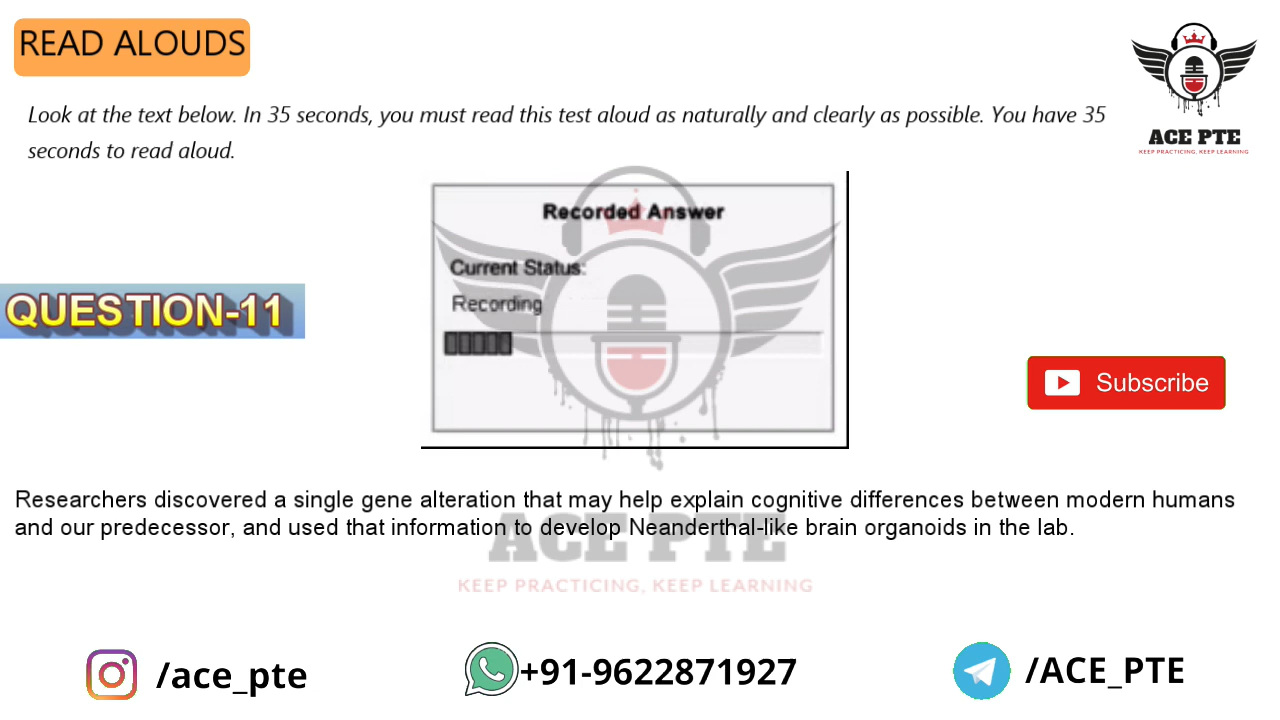 READ ALOUDS
Look at the text below. In 35 seconds, you must read this test aloud as naturally and clearly as possible. You have 35
seconds to read aloud.
ACE PTE
KEEP PRACTICING, KEEP LEARNING
Recorded Answer
Current Status:
Recording
QUESTION-11
Subscribe
Researchers discovered a single gene alteration that may help explain cognitive differences between modern humans
and our predecessor, and used that information to develop Neanderthal-like brain organoids in the lab.
ACE PTE
KEEP PRACTICING, KEEP LEARNING
/ace_pte
+91-9622871927
/ACE_PTE